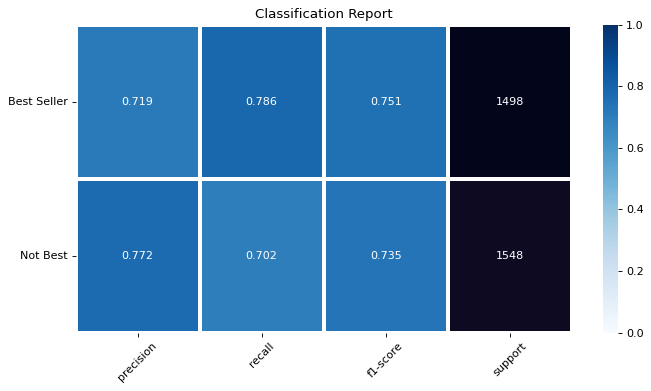 Classification Report
Best Seller 0.719 0.786 0.751 1498
Not Best 0.772 0.702 0.735 1548
precision recall f1-score support
1.0
0.8
0.6
0.4
0.2
0.0